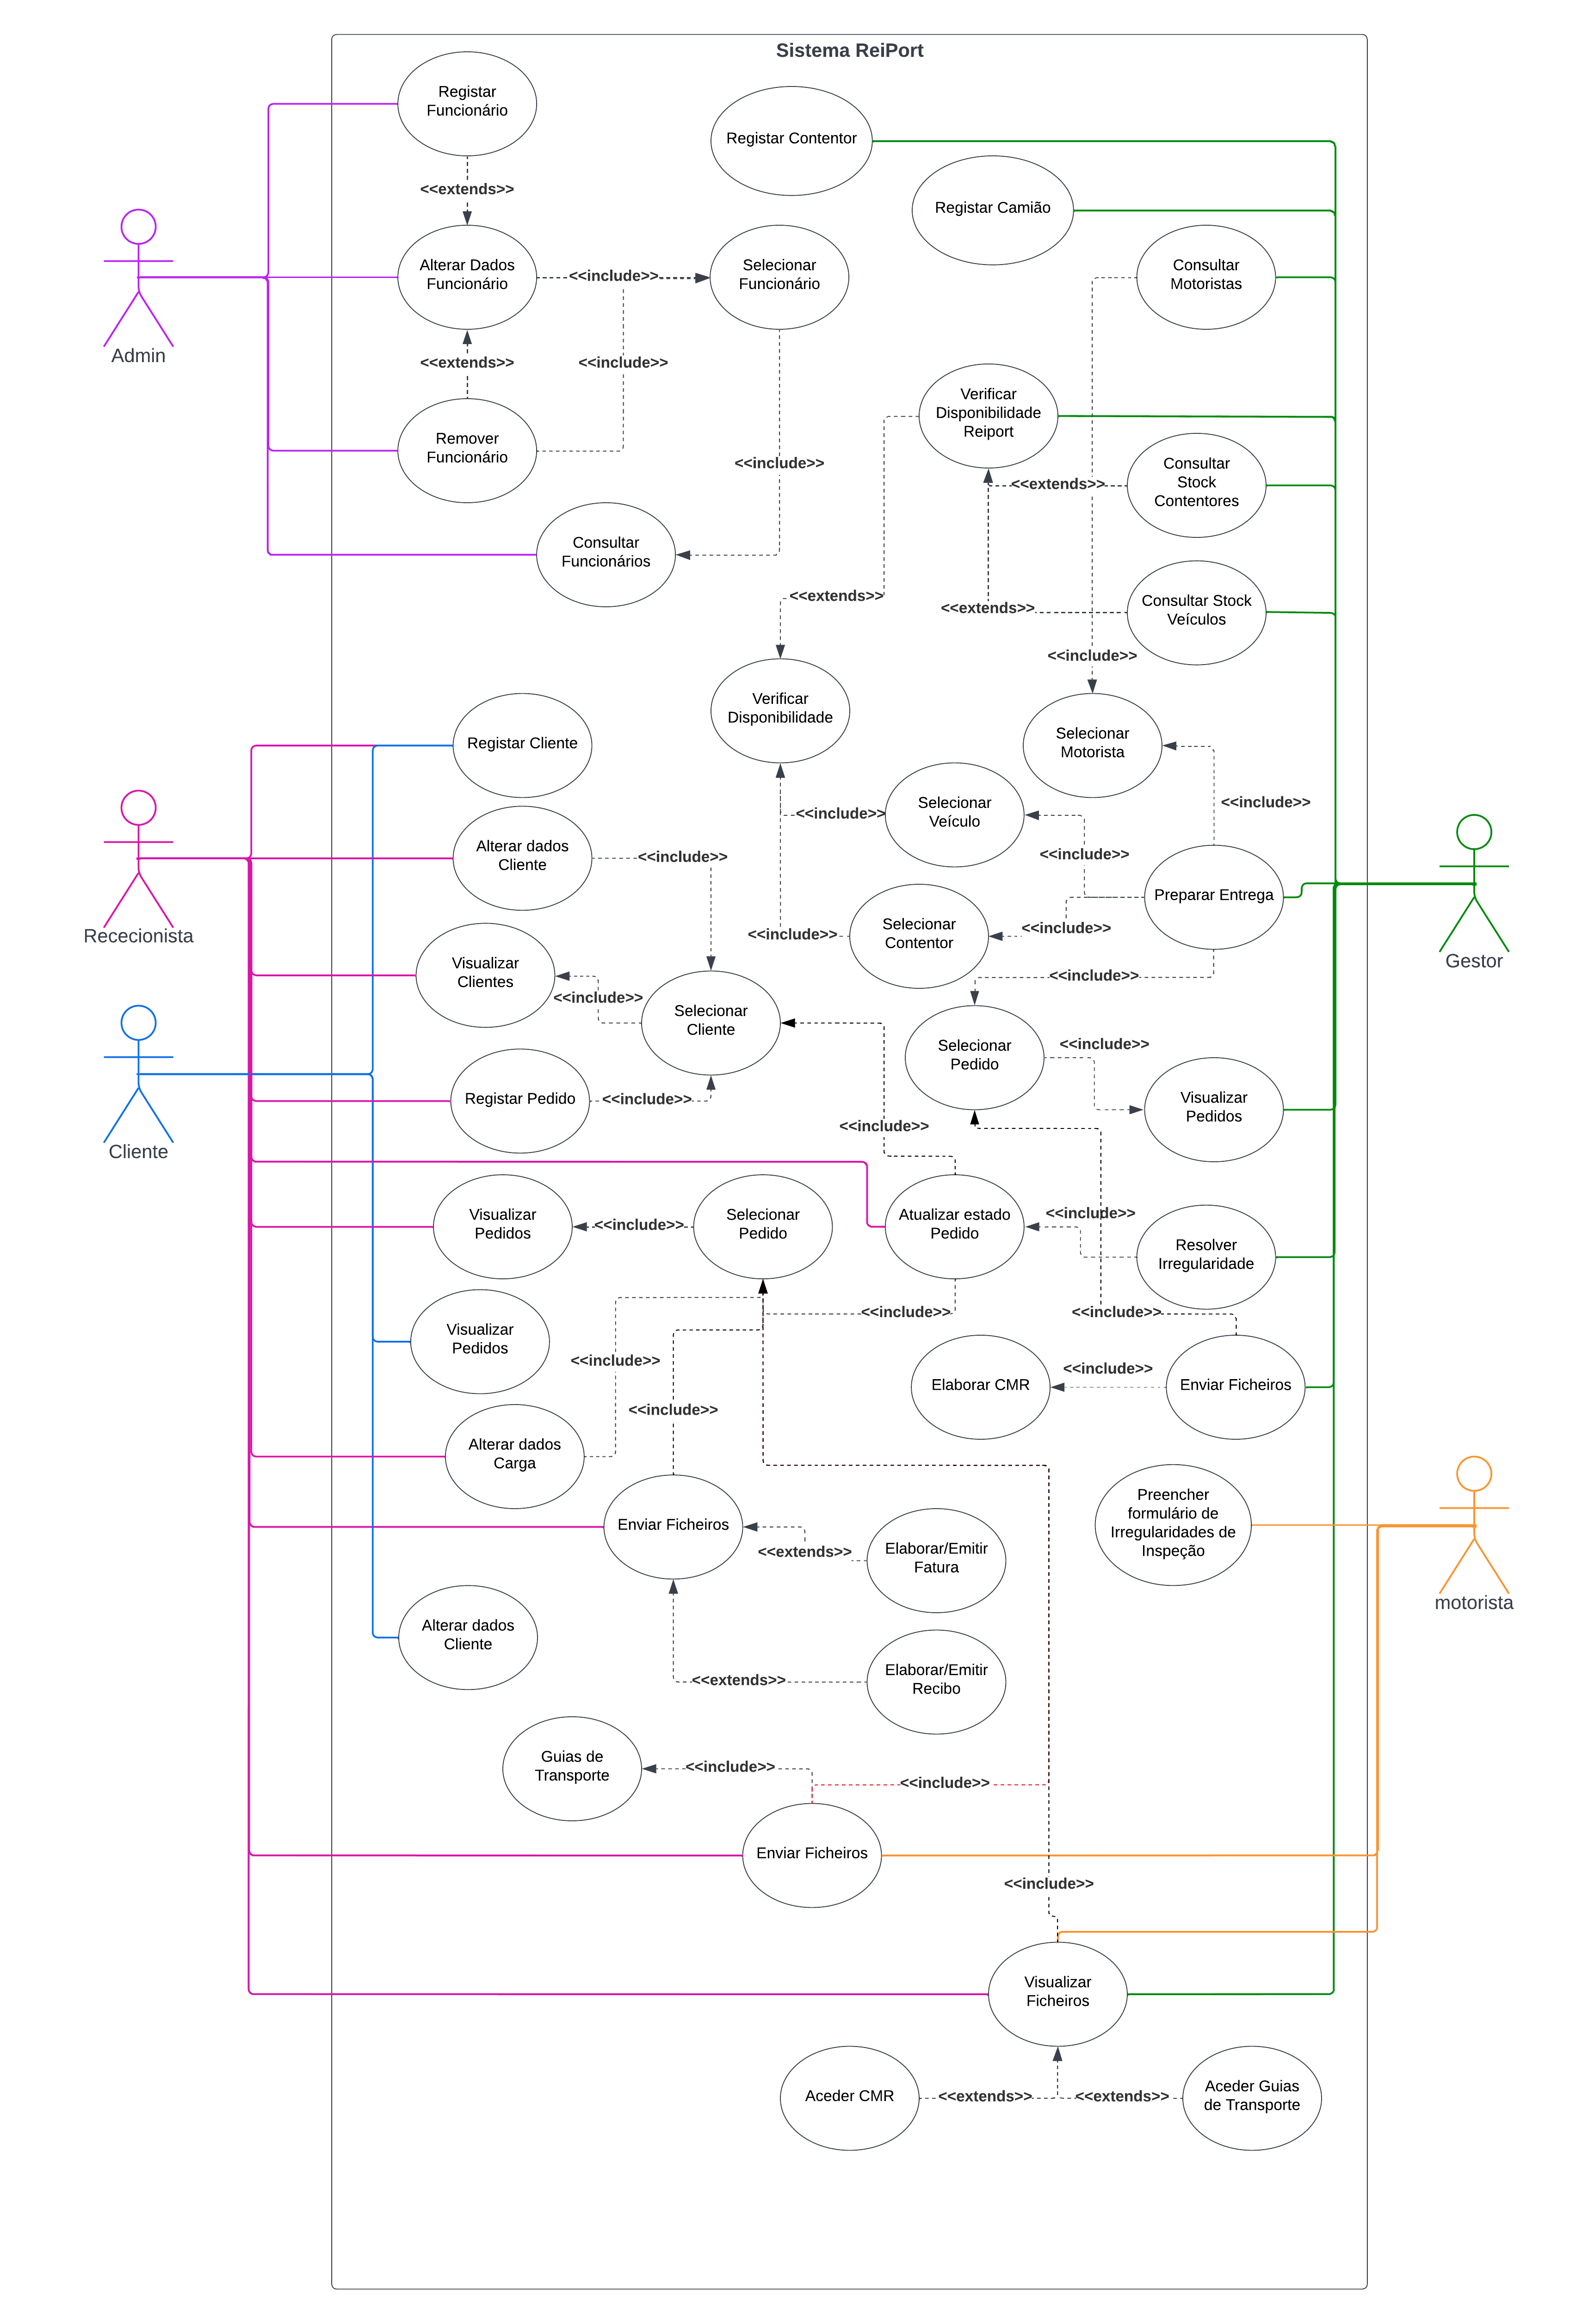 Sistema ReiPort
Registar
Funcionário
Registar Contentor
<<extends>>
Registar Camião
Admin
Alterar Dados
Funcionário
<<include>>
Selecionar
Funcionário
Consultar
Motoristas
<<extends>>
<<include>>
Verificar
Disponibilidade
Reiport
Remover
Funcionário
<<include>>
<<extends>>
Consultar
Stock
Contentores
Consultar
Funcionários
<<extends>>
<<extends>>
Consultar Stock
Veículos
<<include>>
Verificar
Disponibilidade
Registar Cliente
Selecionar
Motorista
<<include>>
Selecionar
Veículo
<<include>>
Rececionista
Alterar dados
Cliente
<<include>>
<<include>>
Preparar Entrega
Gestor
<<include>>
Selecionar
Contentor
<<include>>
Visualizar
Clientes
<<include>>
<<include>>
Selecionar
Cliente
Selecionar
Pedido
<<include>>
Cliente
Registar Pedido
<<include>>
<<include>>
Visualizar
Pedidos
Visualizar
Pedidos
<<include>>
Selecionar
Pedido
Atualizar estado
Pedido
<<include>>
Resolver
Irregularidade
<<include>>
<<include>>
Visualizar
Pedidos
<<include>>
Elaborar CMR
<<include>>
Enviar Ficheiros
<<include>>
Alterar dados
Carga
Enviar Ficheiros
<<extends>>
Elaborar/Emitir
Fatura
Preencher
formulário de
Irregularidades de
Inspeção
motorista
Alterar dados
Cliente
<<extends>>
Elaborar/Emitir
Recibo
Guias de
Transporte
<<include>>
<<include>>
Enviar Ficheiros
<<include>>
Visualizar
Ficheiros
Aceder CMR
<<extends>>
<<extends>>
Aceder Guias
de Transporte